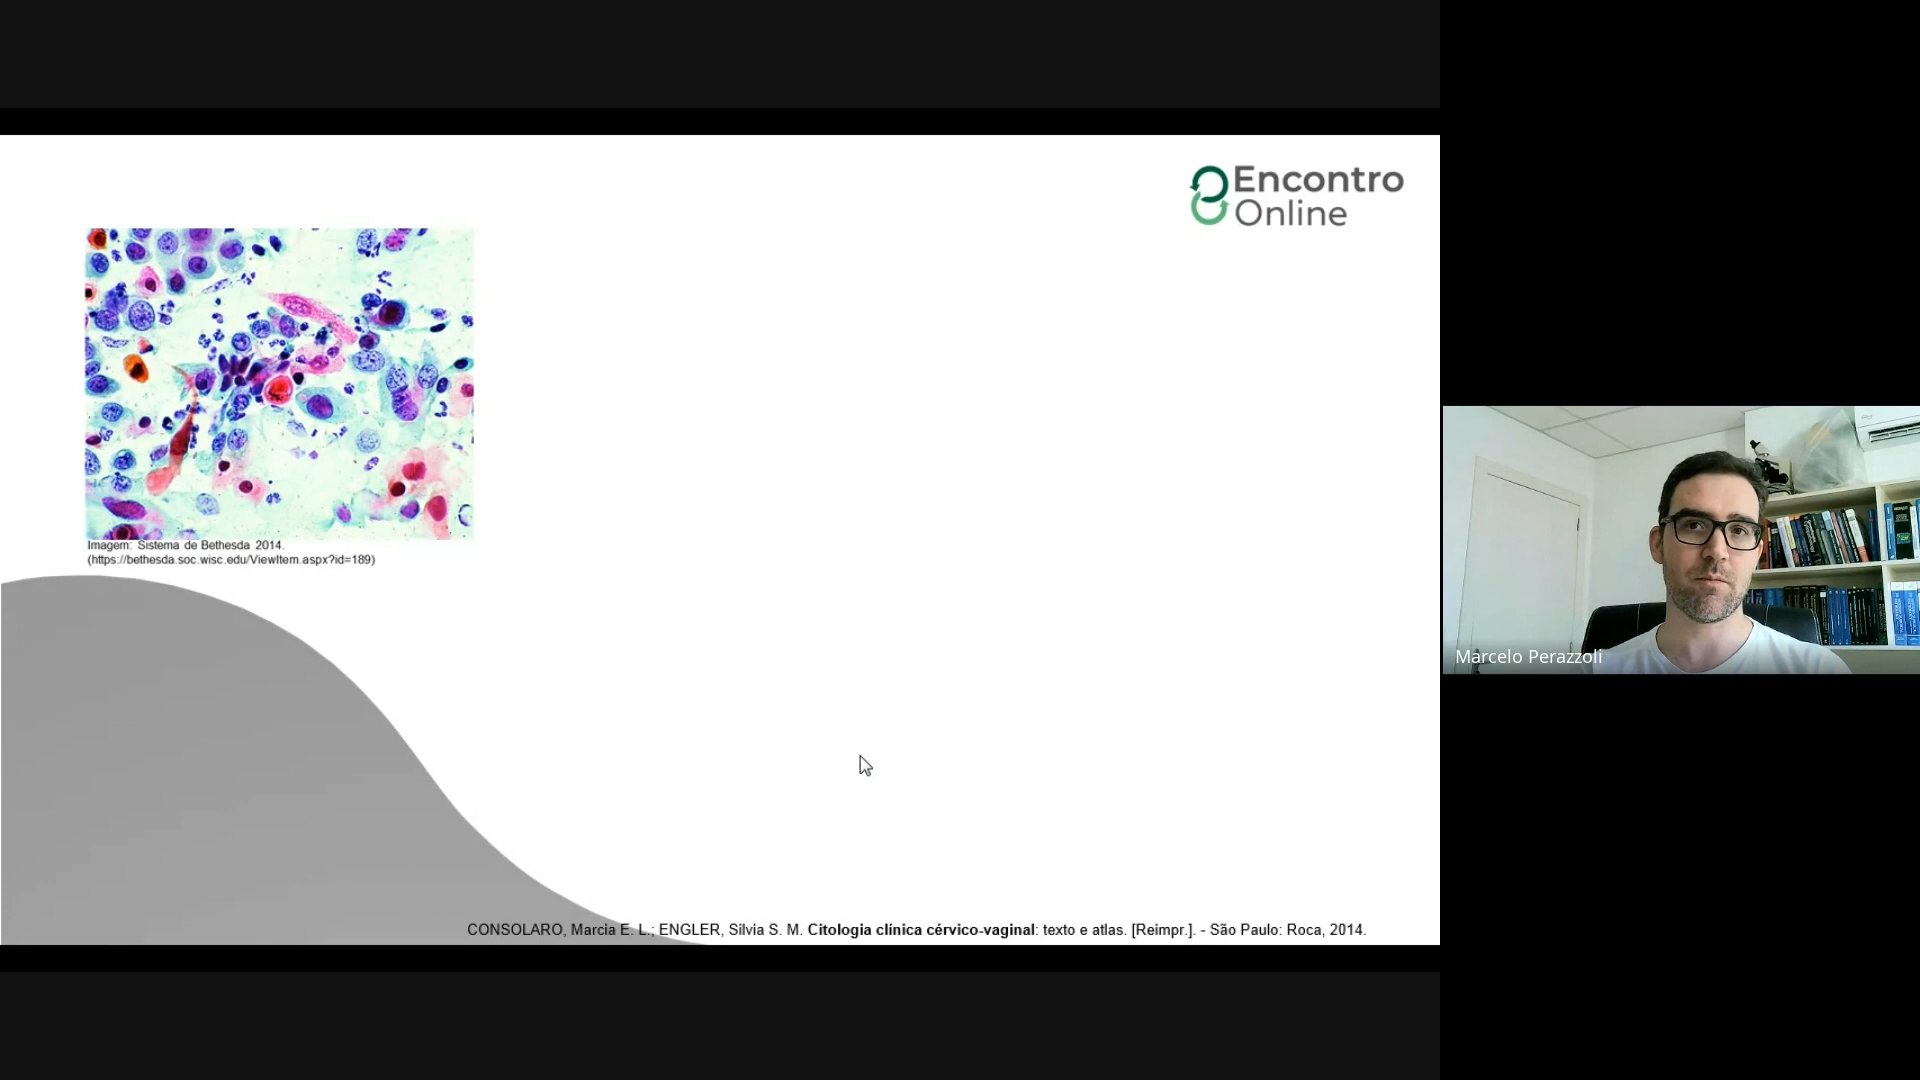 Encontro
Online
Imagem: Sistema de Bethesda 2014.
(https://bethesda.soc.wisc.edu/ViewItem.aspx?id=189)
Marcelo Perazzoli
CONSOLARO, Marcia E. L.; ENGLER, Silvia S. M. Citologia clínica cérvico-vaginal: texto e atlas. [Reimpr.]. - São Paulo: Roca, 2014.